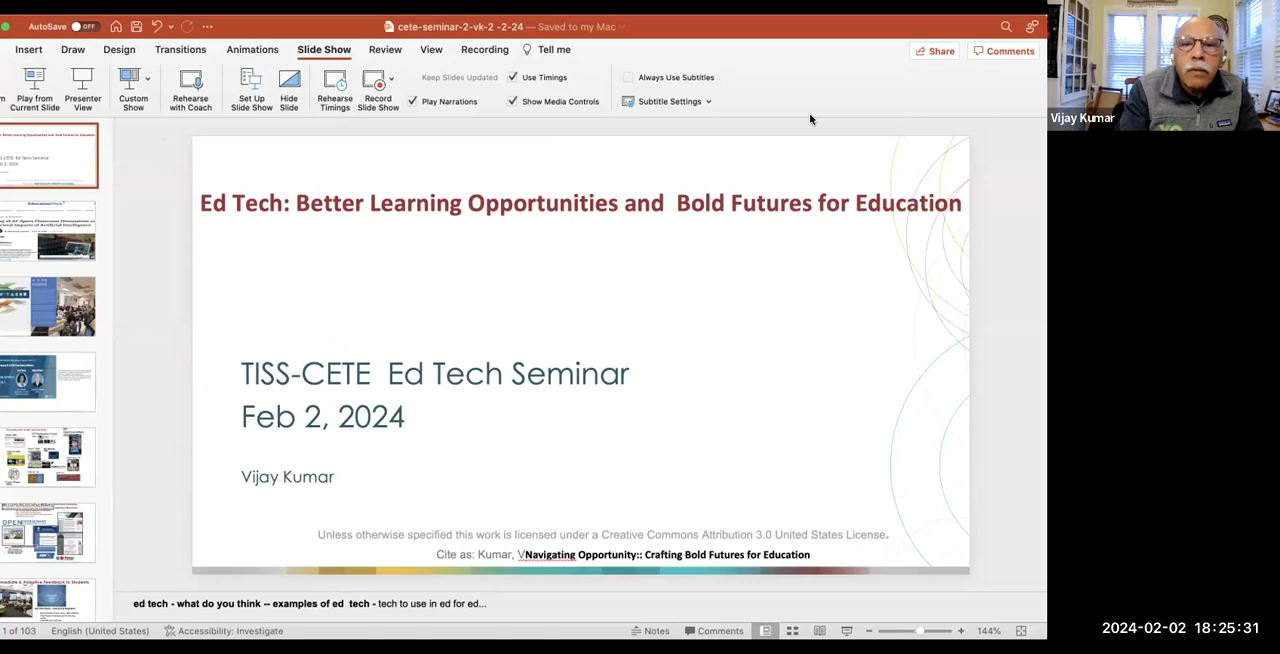 AutoSave OFF
cete-seminar-2-vk-2 -2-24 — Saved to my Mac
Insert Draw Design Transitions Animations Slide Show Review View Recording Tell me
Share Comments
Play from Current Slide
Presenter View
Custom Show
Rehearse with Coach
Set Up Slide Show
Hide Slide
Rehearse Timings
Record Slide Show
Keep Slides Updated
Use Timings
Play Narrations
Show Media Controls
Always Use Subtitles
Subtitle Settings
Vijay Kumar
Ed Tech: Better Learning Opportunities and Bold Futures for Education
TISS-CETE Ed Tech Seminar
Feb 2, 2024
Vijay Kumar
Unless otherwise specified this work is licensed under a Creative Commons Attribution 3.0 United States License.
Cite as: Kumar, VNavigating Opportunity:: Crafting Bold Futures for Education
ed tech - what do you think -- examples of ed tech - tech to use in ed for ed...
1 of 103 English (United States) Accessibility: Investigate
Notes Comments 144%
2024-02-02 18:25:31